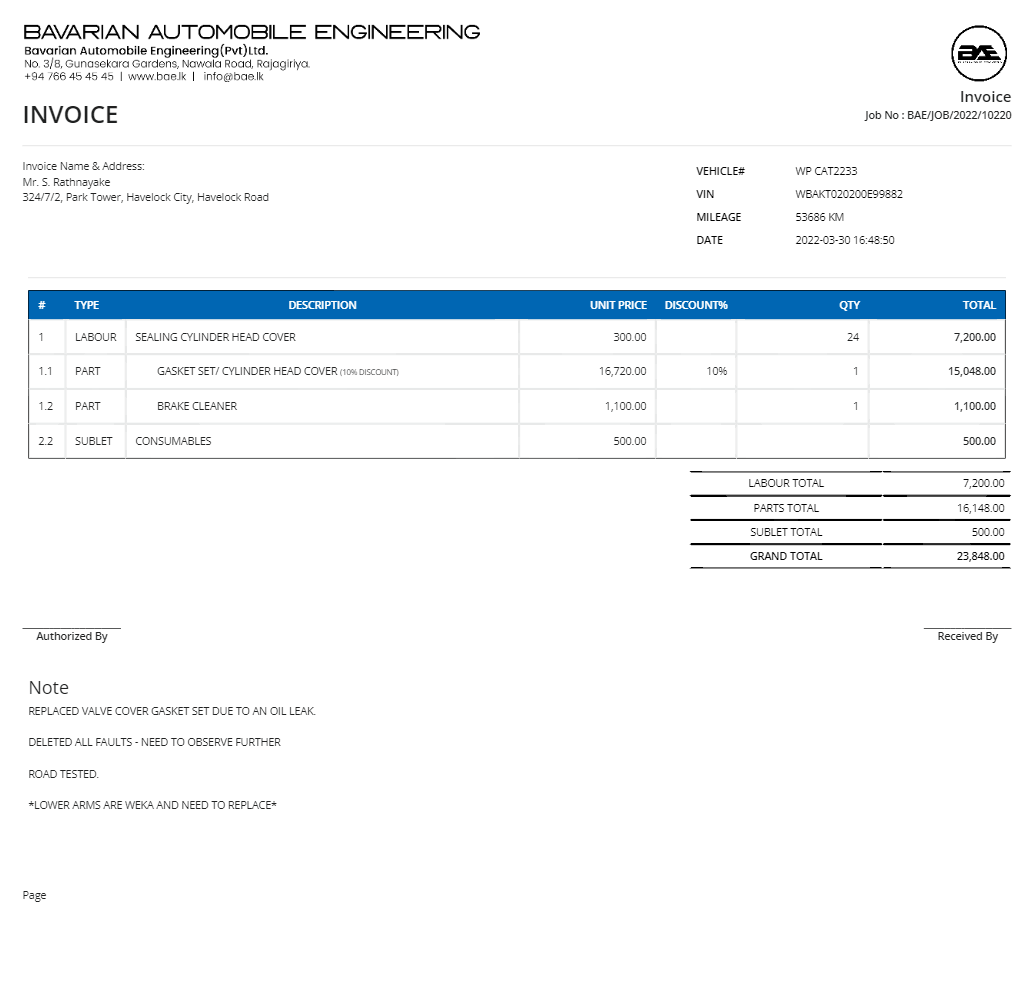 BAVARIAN AUTOMOBILE ENGINEERING
Bavarian Automobile Engineering(Pvt)Ltd.
No. 3/8, Gunasekara Gardens, Nawala Road, Rajagiriya.
+94 766 45 45 45 | www.bae.lk | info@bae.lk
BAE
Invoice
INVOICE
Job No : BAE/JOB/2022/10220
Invoice Name & Address:
Mr. S. Rathnayake
324/7/2, Park Tower, Havelock City, Havelock Road
VEHICLE# WP CAT2233
VIN WBAKT020200E99882
MILEAGE 53686 KM
DATE 2022-03-30 16:48:50
# TYPE DESCRIPTION UNIT PRICE DISCOUNT% QTY TOTAL
1 LABOUR SEALING CYLINDER HEAD COVER 300.00 24 7,200.00
1.1 PART GASKET SET/ CYLINDER HEAD COVER (10% DISCOUNT) 16,720.00 10% 1 15,048.00
1.2 PART BRAKE CLEANER 1,100.00 1 1,100.00
2.2 SUBLET CONSUMABLES 500.00 500.00
LABOUR TOTAL 7,200.00
PARTS TOTAL 16,148.00
SUBLET TOTAL 500.00
GRAND TOTAL 23,848.00
Authorized By Received By
Note
REPLACED VALVE COVER GASKET SET DUE TO AN OIL LEAK.
DELETED ALL FAULTS - NEED TO OBSERVE FURTHER
ROAD TESTED.
*LOWER ARMS ARE WEKA AND NEED TO REPLACE*
Page